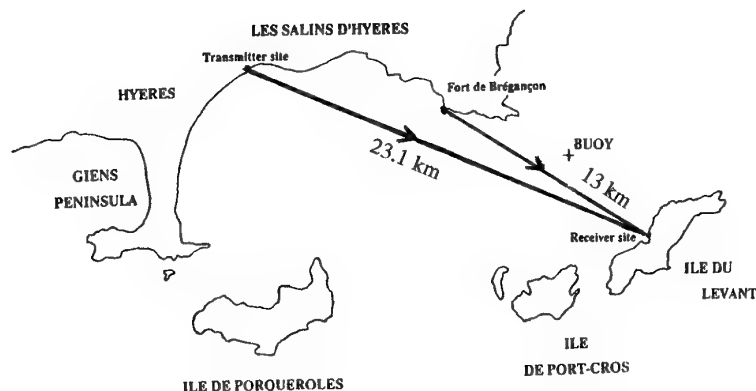 LES SALINS D'HYERES
Transmitter site
Fort de Brégançon
HYERES
BUOY
23.1 km
13 km
GIENS
PENINSULA
Receiver site
ILE DU
LEVANT
ILE
DE PORT-CROS
ILE DE PORQUEROLES